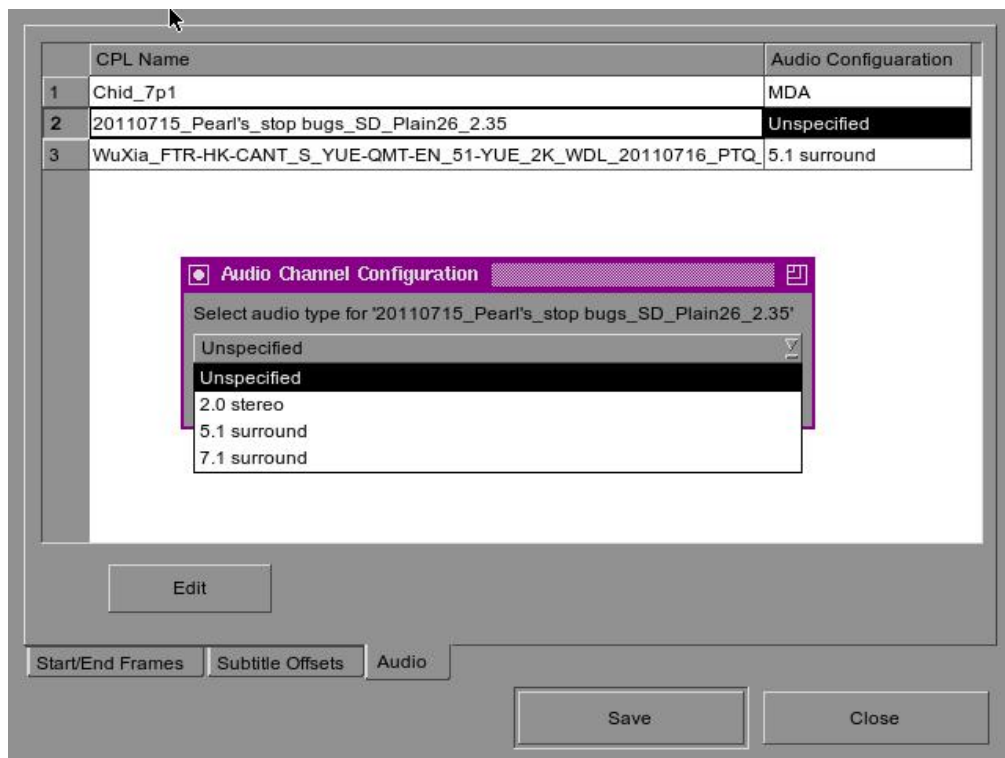 CPL Name Audio Configuaration
1 Chid_7p1 MDA
2 20110715_Pearl's_stop bugs_SD_Plain26_2.35 Unspecified
3 WuXia_FTR-HK-CANT_S_YUE-QMT-EN_51-YUE_2K_WDL_20110716_PTQ_ 5.1 surround
Audio Channel Configuration
Select audio type for '20110715_Pearl's_stop bugs_SD_Plain26_2.35'
Unspecified
Unspecified
2.0 stereo
5.1 surround
7.1 surround
Edit
Start/End Frames Subtitle Offsets Audio
Save Close